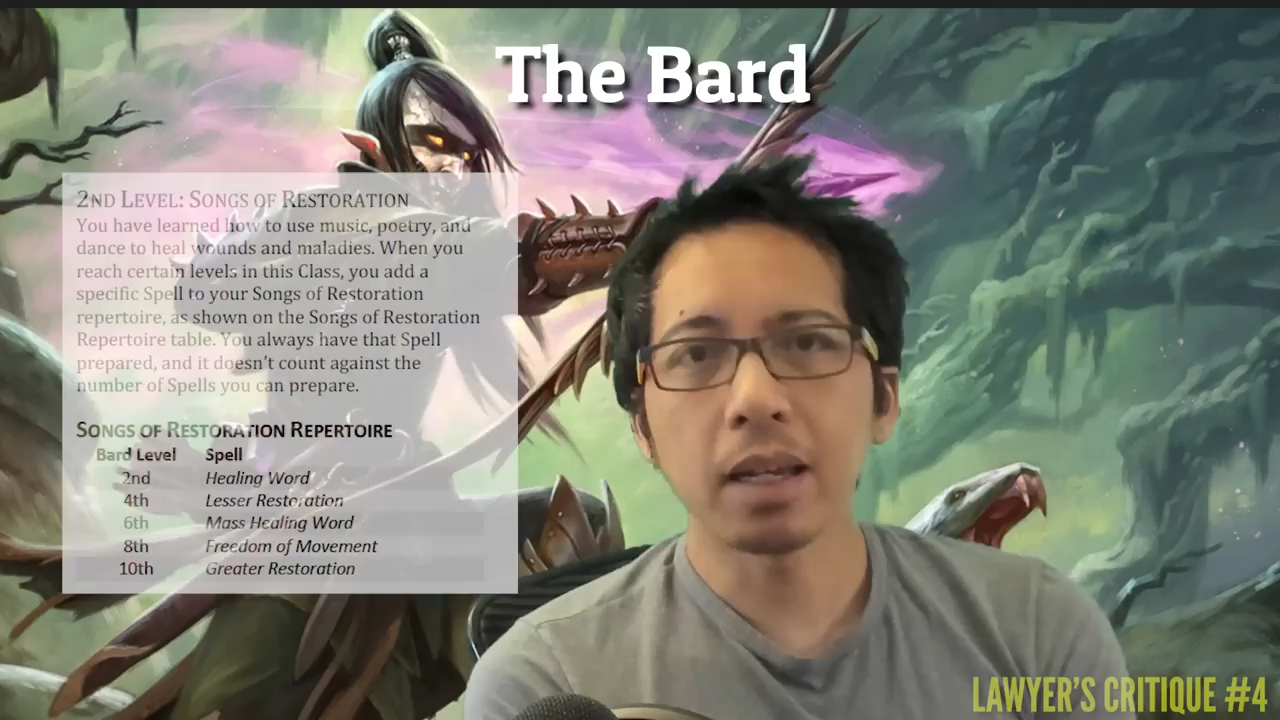 The Bard
2nd Level: Songs of Restoration
You have learned how to use music, poetry, and
dance to heal wounds and maladies. When you
reach certain levels in this Class, you add a
specific Spell to your Songs of Restoration
repertoire, as shown on the Songs of Restoration
Repertoire table. You always have that Spell
prepared, and it doesn't count against the
number of Spells you can prepare.
Songs of Restoration Repertoire
Bard Level Spell
2nd Healing Word
4th Lesser Restoration
6th Mass Healing Word
8th Freedom of Movement
10th Greater Restoration
LAWYER'S CRITIQUE #4